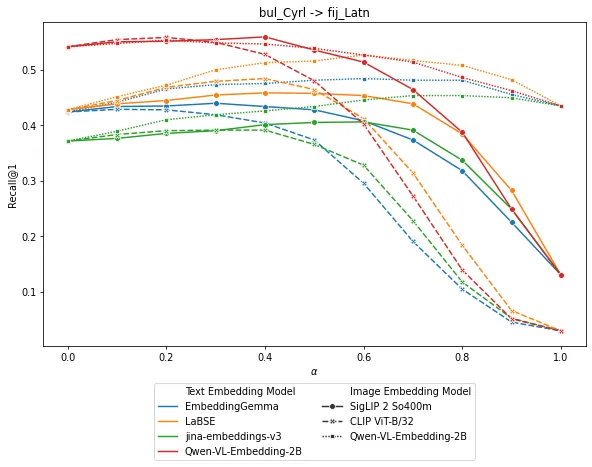 bul_Cyrl -> fij_Latn
Recall@1
0.5
0.4
0.3
0.2
0.1
0.0 0.2 0.4 0.6 0.8 1.0
α
Text Embedding Model Image Embedding Model
EmbeddingGemma SigLIP 2 So400m
LaBSE CLIP ViT-B/32
jina-embeddings-v3 Qwen-VL-Embedding-2B
Qwen-VL-Embedding-2B